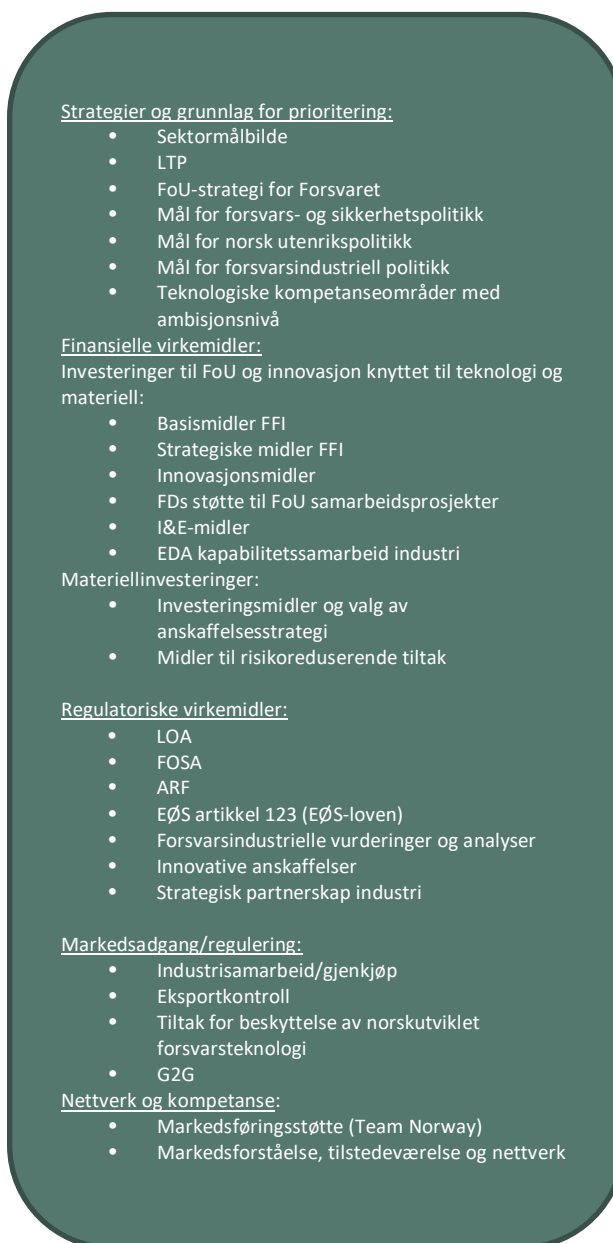 Strategier og grunnlag for prioritering:
• Sektormålbilde
• LTP
• FoU-strategi for Forsvaret
• Mål for forsvars- og sikkerhetspolitikk
• Mål for norsk utenrikspolitikk
• Mål for forsvarsindustriell politikk
• Teknologiske kompetanseområder med
ambisjonsnivå
Finansielle virkemidler:
Investeringer til FoU og innovasjon knyttet til teknologi og
materiell:
• Basismidler FFI
• Strategiske midler FFI
• Innovasjonsmidler
• FDs støtte til FoU samarbeidsprosjekter
• I&E-midler
• EDA kapabilitetssamarbeid industri
Materiellinvesteringer:
• Investeringsmidler og valg av
anskaffelsesstrategi
• Midler til risikoreduserende tiltak
Regulatoriske virkemidler:
• LOA
• FOSA
• ARF
• EØS artikkel 123 (EØS-loven)
• Forsvarsindustrielle vurderinger og analyser
• Innovative anskaffelser
• Strategisk partnerskap industri
Markedsadgang/regulering:
• Industrisamarbeid/gjenkjøp
• Eksportkontroll
• Tiltak for beskyttelse av norskutviklet
forsvarsteknologi
• G2G
Nettverk og kompetanse:
• Markedsføringsstøtte (Team Norway)
• Markedsforståelse, tilstedeværelse og nettverk